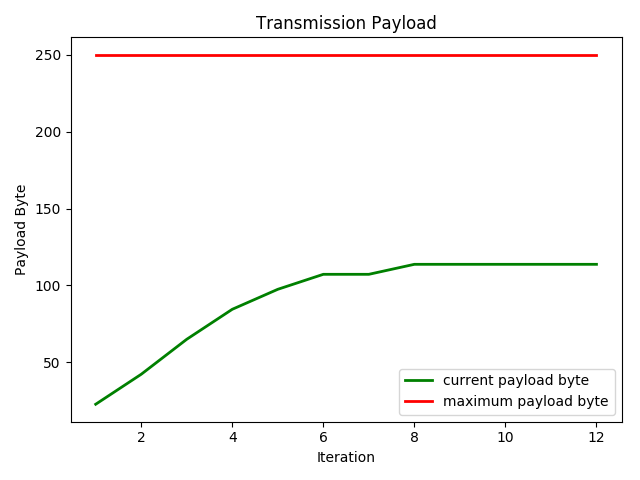 Transmission Payload
250
200
150
100
50
Payload Byte
2
4
6
8
10
12
Iteration
current payload byte
maximum payload byte